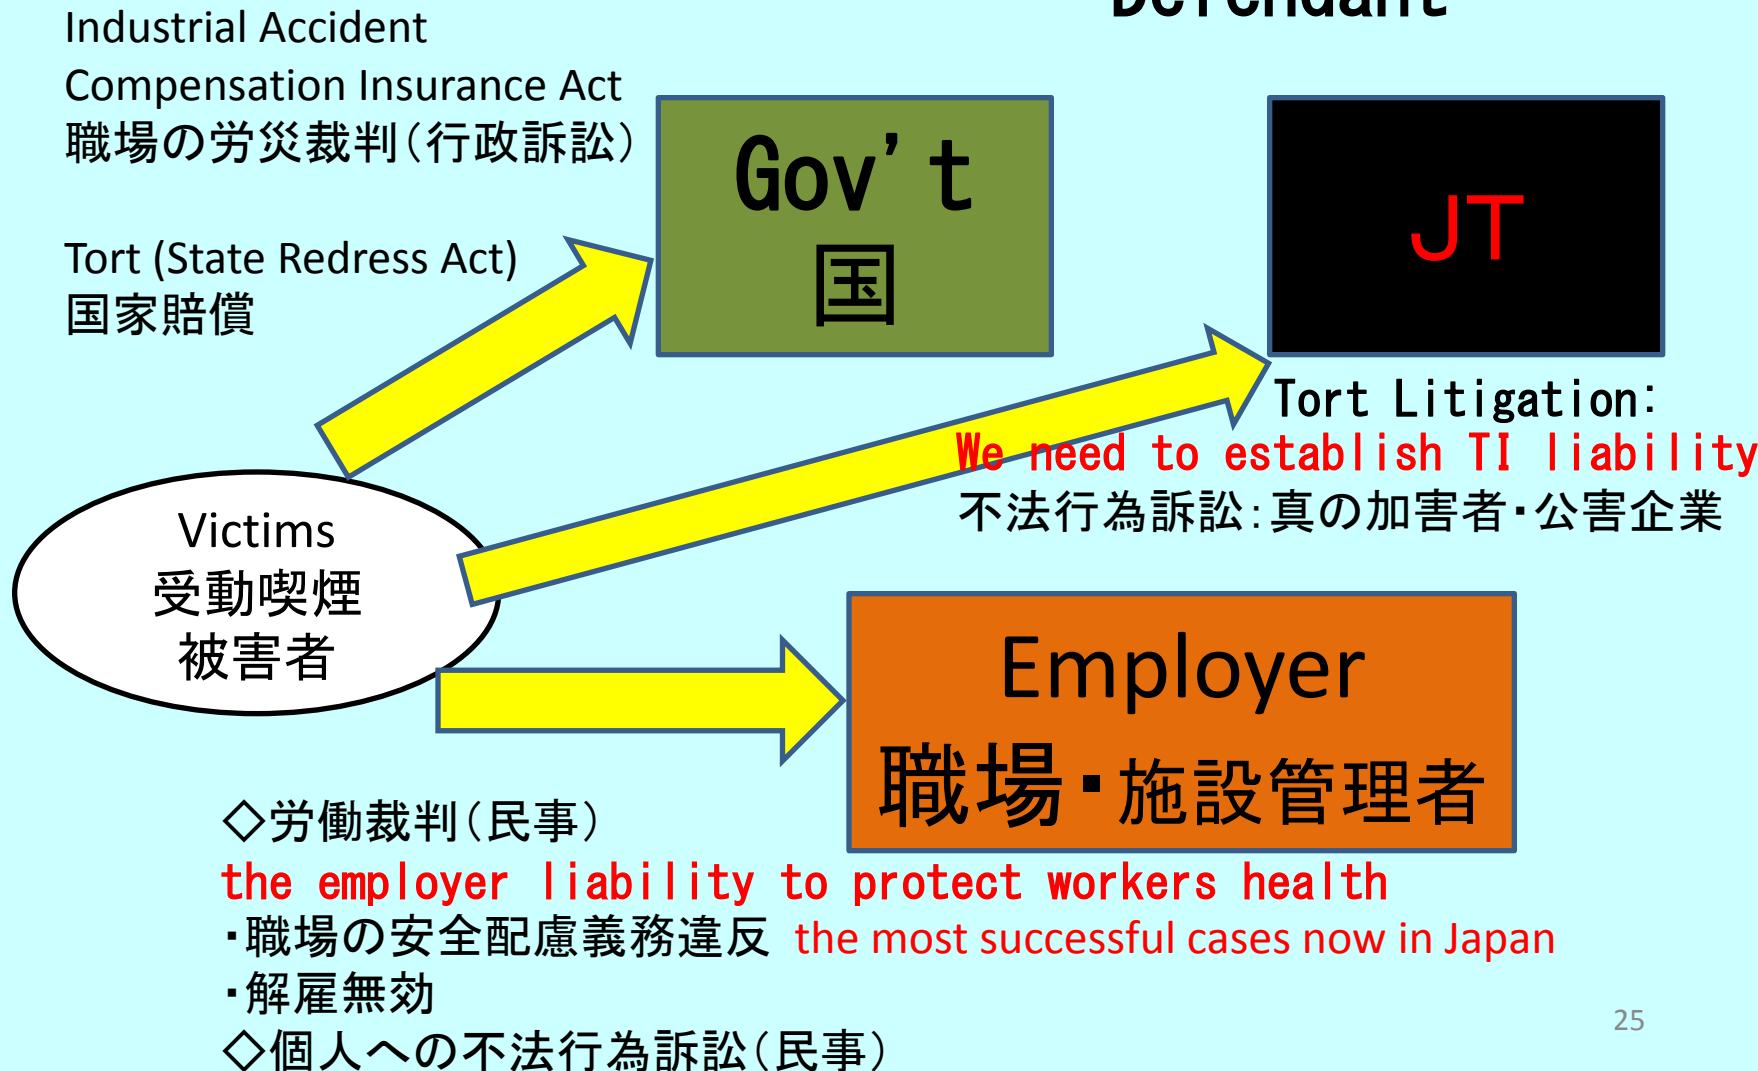 Defendant
Industrial Accident
Compensation Insurance Act
職場の労災裁判（行政訴訟）
Tort (State Redress Act)
国家賠償
Gov't
国
JT
Tort Litigation:
We need to establish TI liability
不法行為訴訟:真の加害者・公害企業
Victims
受動喫煙
被害者
Employer
職場・施設管理者
◇労働裁判（民事）
the employer liability to protect workers health
・職場の安全配慮義務違反 the most successful cases now in Japan
・解雇無効
◇個人への不法行為訴訟（民事）
25